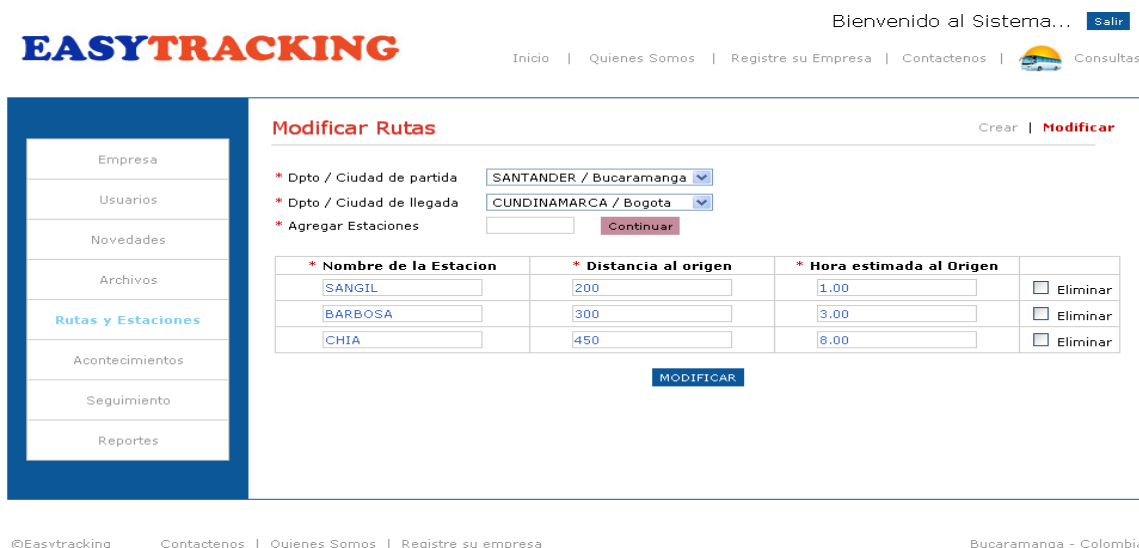 Bienvenido al Sistema... Salir
EASYTRACKING
Inicio | Quienes Somos | Registre su Empresa | Contactenos | Consultas
Modificar Rutas
Crear | Modificar
Empresa
Usuarios
Novedades
Archivos
Rutas y Estaciones
Acontecimientos
Seguimiento
Reportes
* Dpto / Ciudad de partida SANTANDER / Bucaramanga
* Dpto / Ciudad de llegada CUNDINAMARCA / Bogota
* Agregar Estaciones Continuar
* Nombre de la Estacion * Distancia al origen * Hora estimada al Origen
SANGIL 200 1.00 Eliminar
BARBOSA 300 3.00 Eliminar
CHIA 450 8.00 Eliminar
MODIFICAR
©Easytracking Contactenos | Quienes Somos | Registre su empresa Bucaramanga - Colombia